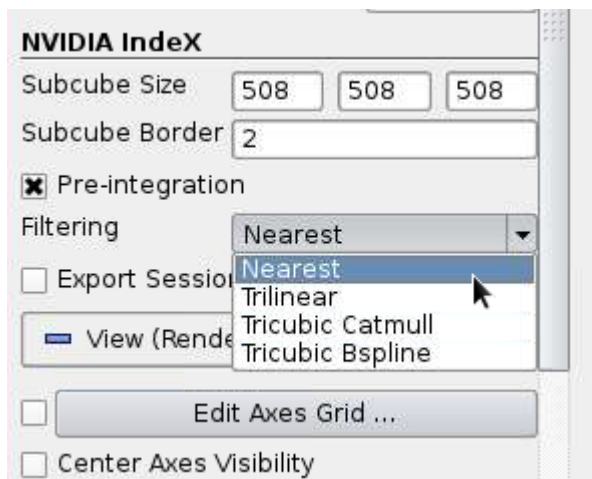 NVIDIA IndeX
Subcube Size 508 508 508
Subcube Border 2
Pre-integration
Filtering Nearest
Nearest
Export Session
Trilinear
Tricubic Catmull
View (Rende
Tricubic Bspline
Edit Axes Grid ...
Center Axes Visibility